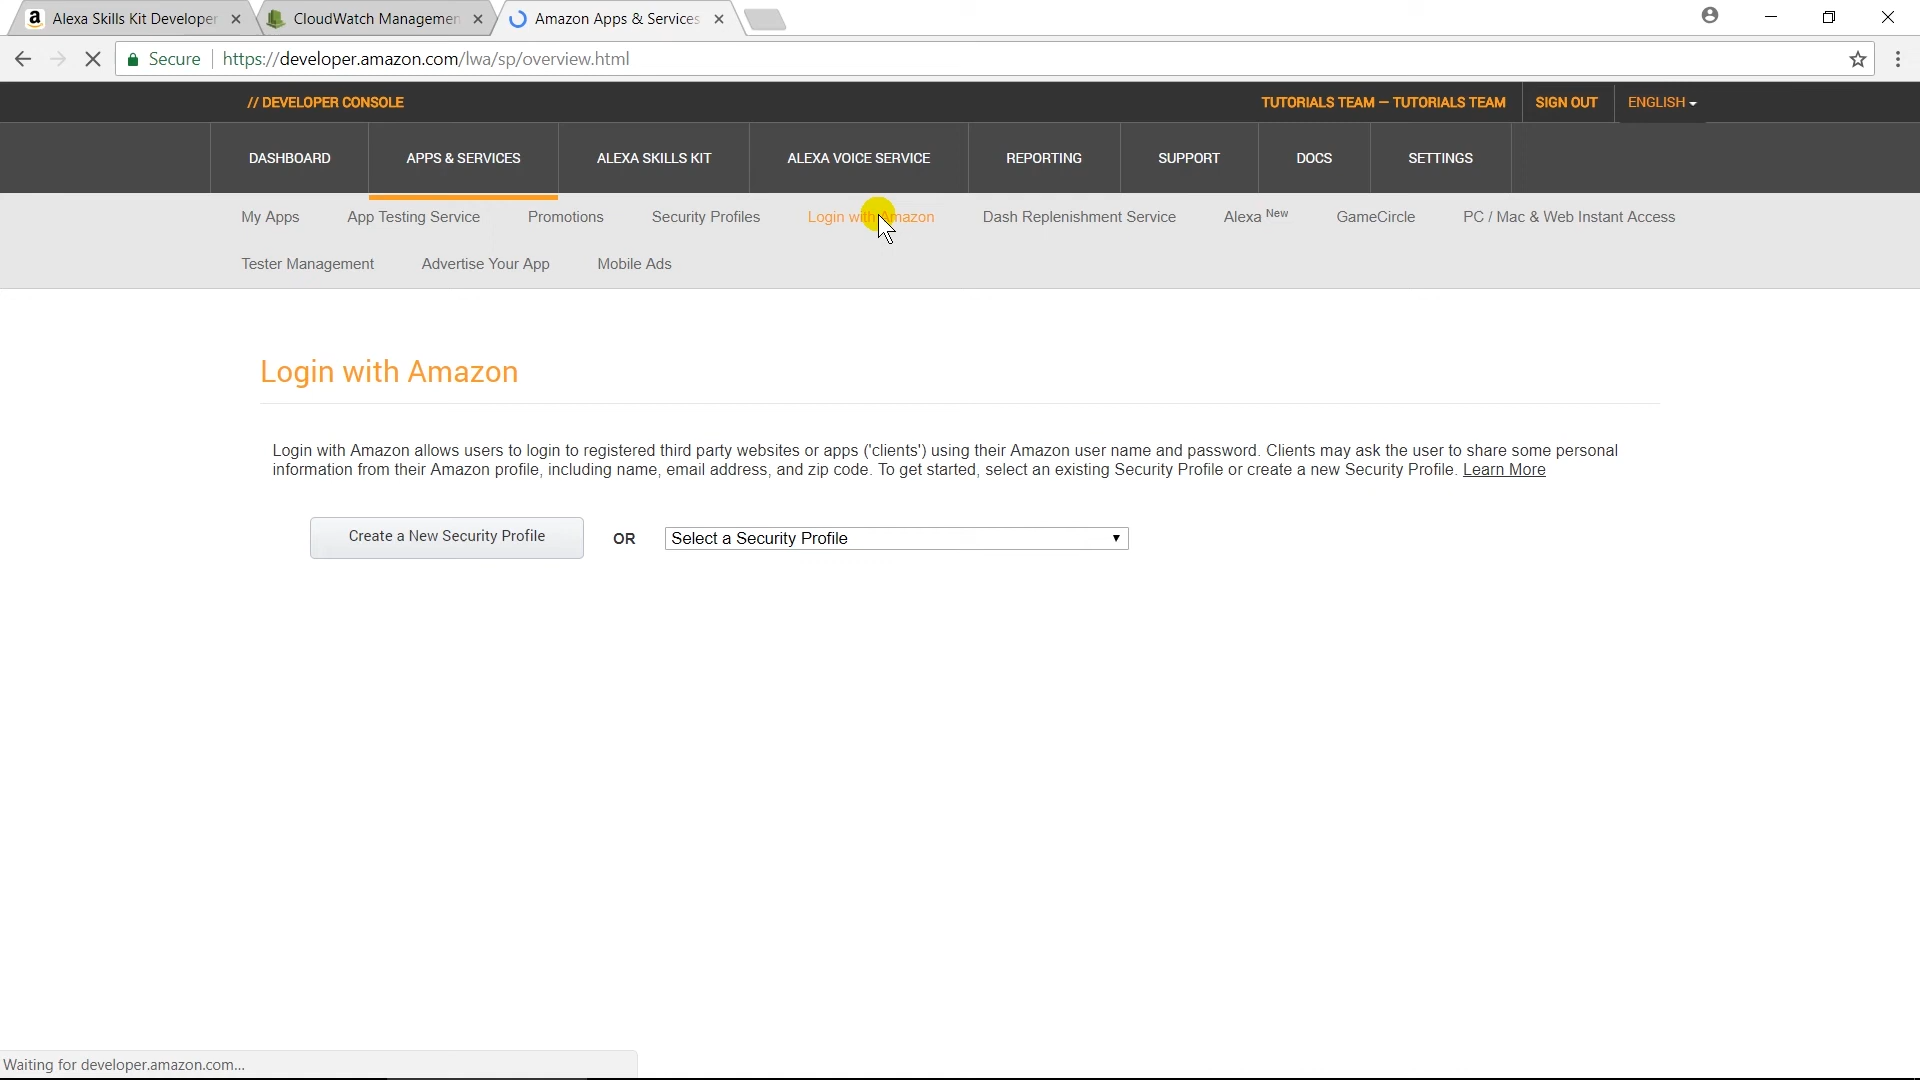 Alexa Skills Kit Developer
CloudWatch Managemen
Amazon Apps & Services
Secure
https://developer.amazon.com/lwa/sp/overview.html
// DEVELOPER CONSOLE
TUTORIALS TEAM — TUTORIALS TEAM
SIGN OUT
ENGLISH
DASHBOARD
APPS & SERVICES
ALEXA SKILLS KIT
ALEXA VOICE SERVICE
REPORTING
SUPPORT
DOCS
SETTINGS
My Apps
App Testing Service
Promotions
Security Profiles
Login with Amazon
Dash Replenishment Service
Alexa New
GameCircle
PC / Mac & Web Instant Access
Tester Management
Advertise Your App
Mobile Ads
Login with Amazon
Login with Amazon allows users to login to registered third party websites or apps ('clients') using their Amazon user name and password. Clients may ask the user to share some personal
information from their Amazon profile, including name, email address, and zip code. To get started, select an existing Security Profile or create a new Security Profile. Learn More
Create a New Security Profile
OR
Select a Security Profile
Waiting for developer.amazon.com...